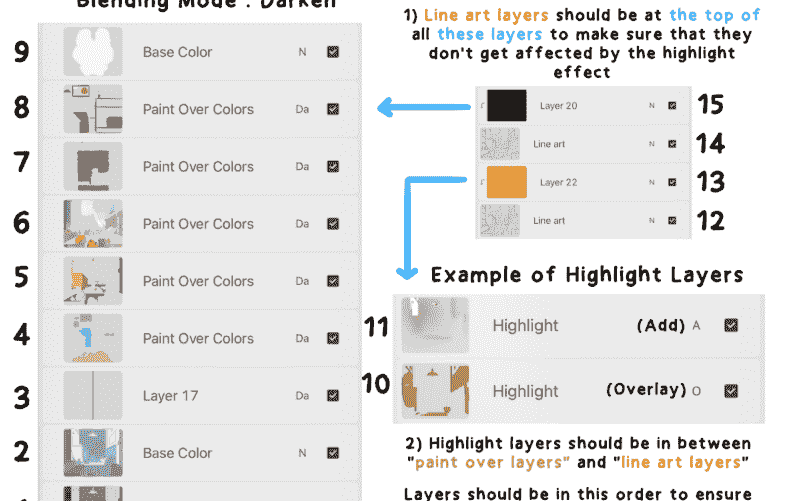 Blending Mode : Darken
9 Base Color N
8 Paint Over Colors Da
7 Paint Over Colors Da
6 Paint Over Colors Da
5 Paint Over Colors Da
4 Paint Over Colors Da
3 Layer 17 Da
2 Base Color N
1) Line art layers should be at the top of
all these layers to make sure that they
don't get affected by the highlight
effect
Layer 20 N 15
Line art N 14
Layer 22 N 13
Line art N 12
Example of Highlight Layers
11 Highlight (Add) A
10 Highlight (Overlay) O
2) Highlight layers should be in between
"paint over layers" and "line art layers"
Layers should be in this order to ensure